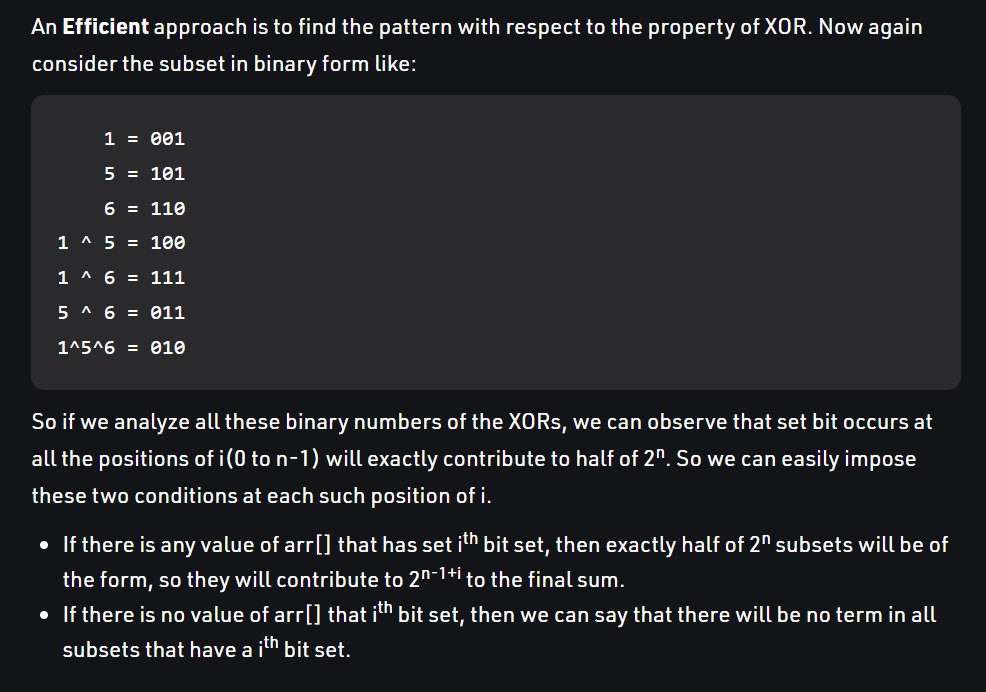 An Efficient approach is to find the pattern with respect to the property of XOR. Now again
consider the subset in binary form like:
1 = 001
5 = 101
6 = 110
1 ^ 5 = 100
1 ^ 6 = 111
5 ^ 6 = 011
1^5^6 = 010
So if we analyze all these binary numbers of the XORs, we can observe that set bit occurs at
all the positions of i(0 to n-1) will exactly contribute to half of 2ⁿ. So we can easily impose
these two conditions at each such position of i.
• If there is any value of arr[] that has set iᵗʰ bit set, then exactly half of 2ⁿ subsets will be of
the form, so they will contribute to 2ⁿ⁻¹⁺ⁱ to the final sum.
• If there is no value of arr[] that iᵗʰ bit set, then we can say that there will be no term in all
subsets that have a iᵗʰ bit set.